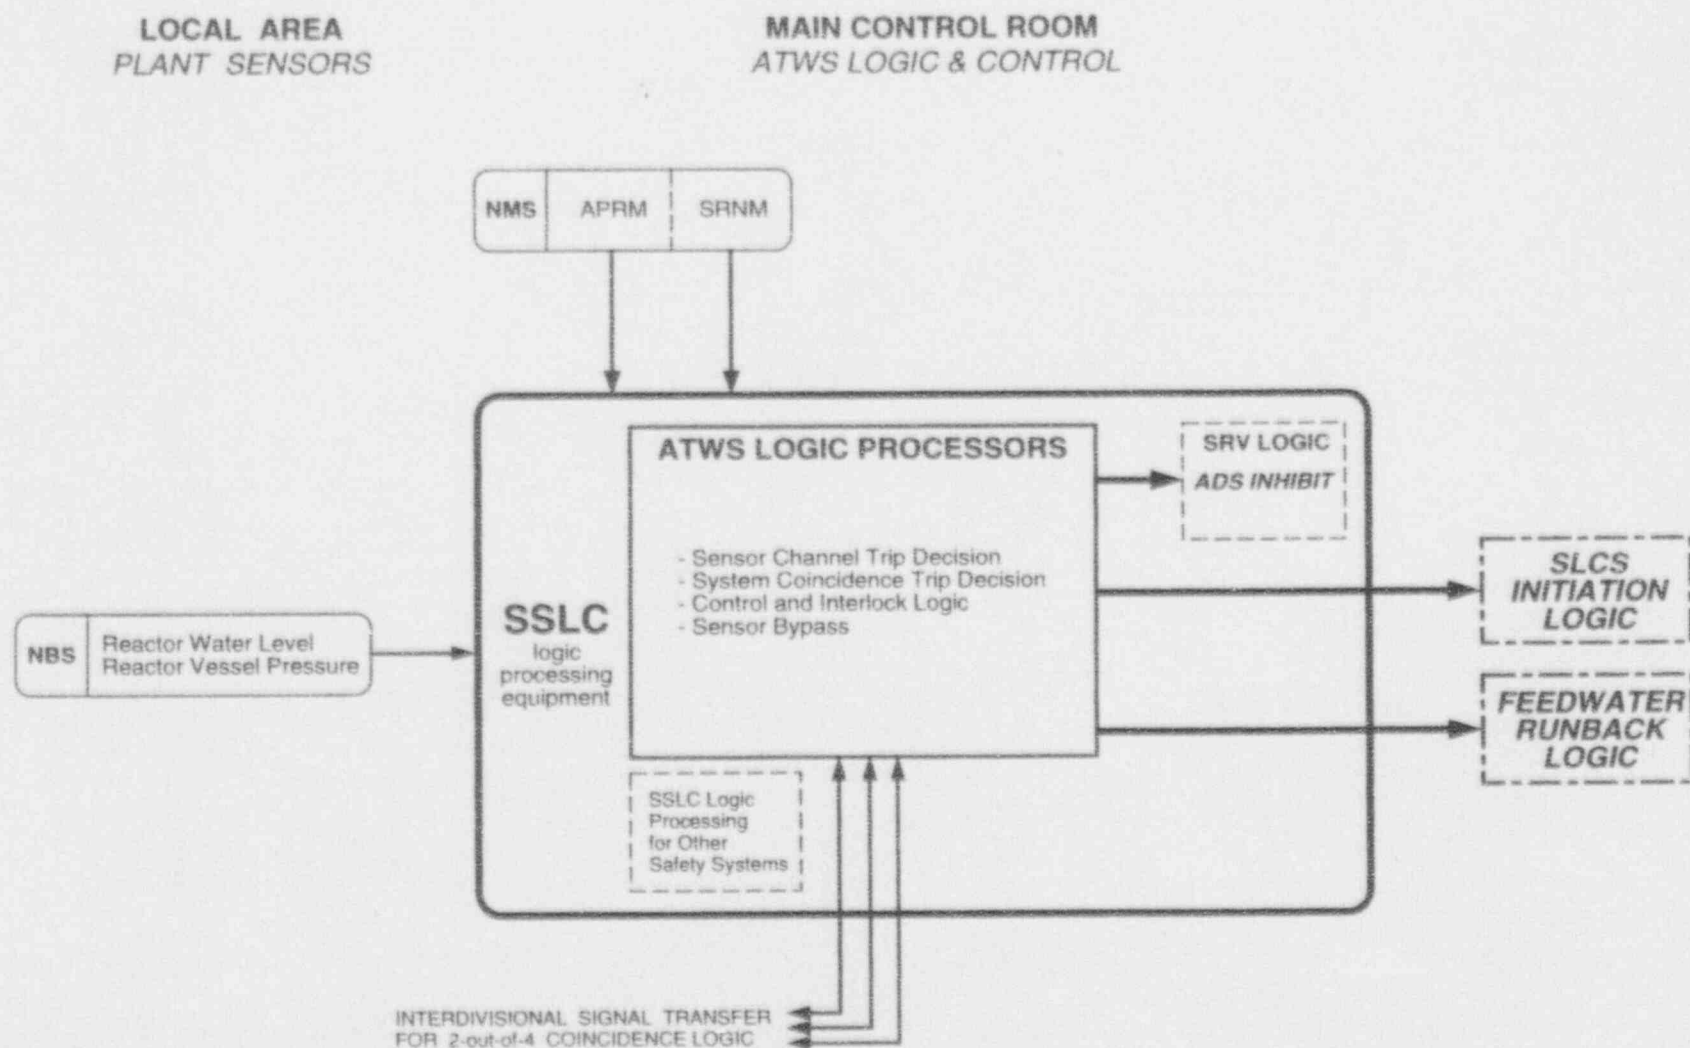 LOCAL AREA
PLANT SENSORS
MAIN CONTROL ROOM
ATWS LOGIC & CONTROL
NMS
APRM
SRNM
ATWS LOGIC PROCESSORS
- Sensor Channel Trip Decision
- System Coincidence Trip Decision
- Control and Interlock Logic
- Sensor Bypass
SRV LOGIC
ADS INHIBIT
SLCS
INITIATION
LOGIC
NBS
Reactor Water Level
Reactor Vessel Pressure
SSLC
logic
processing
equipment
FEEDWATER
RUNBACK
LOGIC
SSLC Logic
Processing
for Other
Safety Systems
INTERDIVISIONAL SIGNAL TRANSFER
FOR 2-out-of-4 COINCIDENCE LOGIC